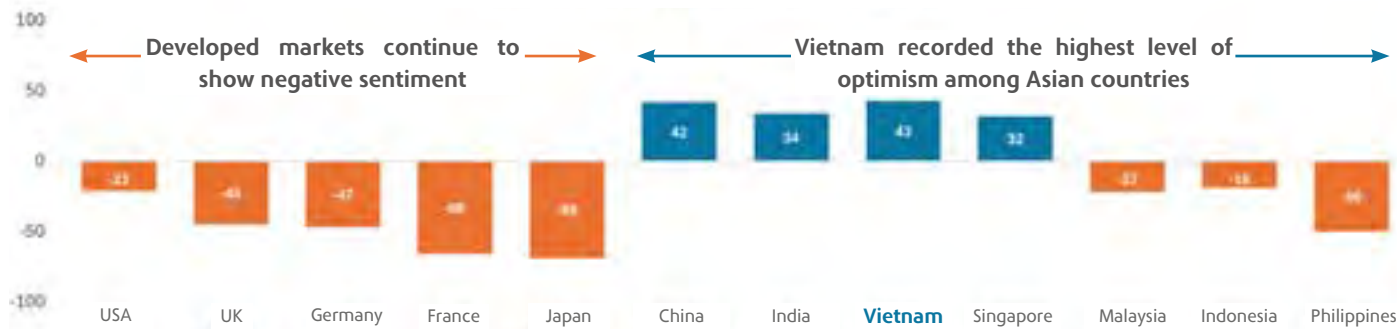 100
Developed markets continue to
show negative sentiment
Vietnam recorded the highest level of
optimism among Asian countries
50
42
34
43
32
0
-47
-50
-100
USA
UK
Germany
France
Japan
China
India
Vietnam
Singapore
Malaysia
Indonesia
Philippines